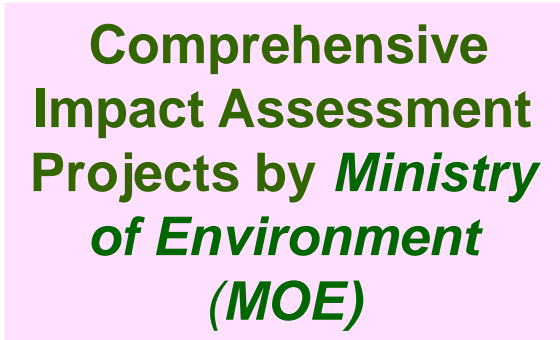 Comprehensive
Impact Assessment
Projects by Ministry
of Environment
(MOE)